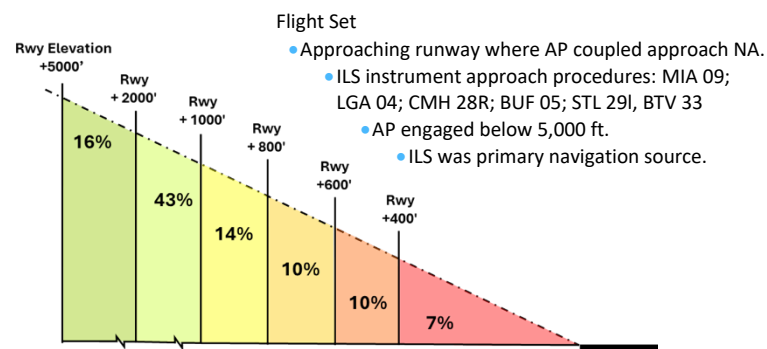 Flight Set
• Approaching runway where AP coupled approach NA.
• ILS instrument approach procedures: MIA 09;
LGA 04; CMH 28R; BUF 05; STL 29l, BTV 33
• AP engaged below 5,000 ft.
• ILS was primary navigation source.
Rwy Elevation
+5000'
Rwy
+ 2000'
Rwy
+ 1000'
Rwy
+ 800'
Rwy
+600'
Rwy
+400'
16%
43%
14%
10%
10%
7%